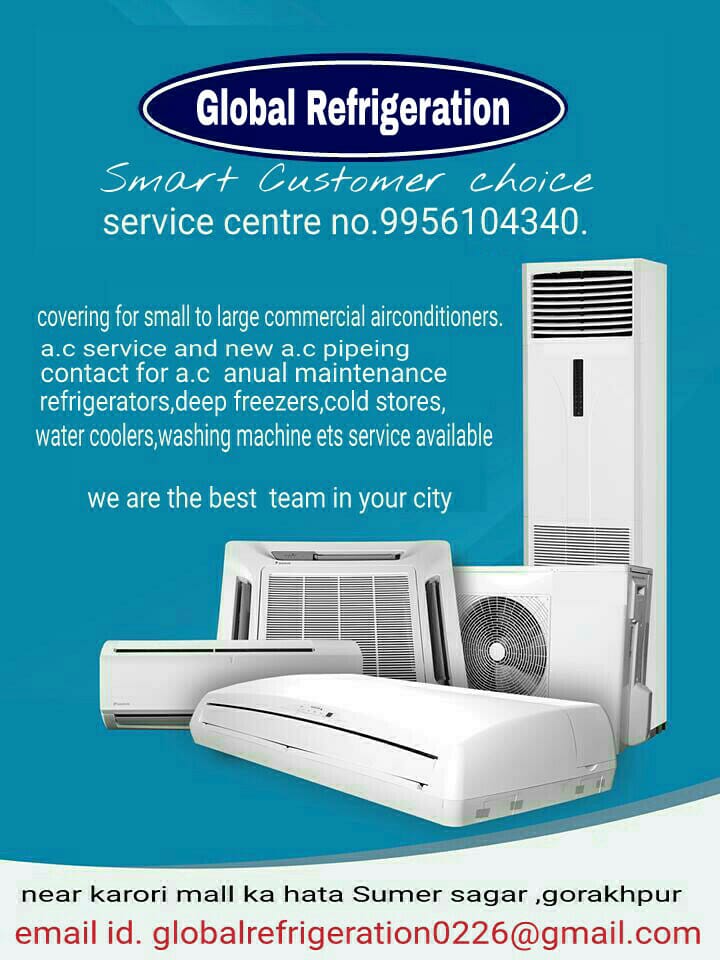 Global Refrigeration
Smart Customer choice
service centre no.9956104340.
covering for small to large commercial airconditioners.
a.c service and new a.c pipeing
contact for a.c anual maintenance
refrigerators,deep freezers,cold stores,
water coolers,washing machine ets service available
we are the best team in your city
near karori mall ka hata Sumer sagar ,gorakhpur
email id. globalrefrigeration0226@gmail.com